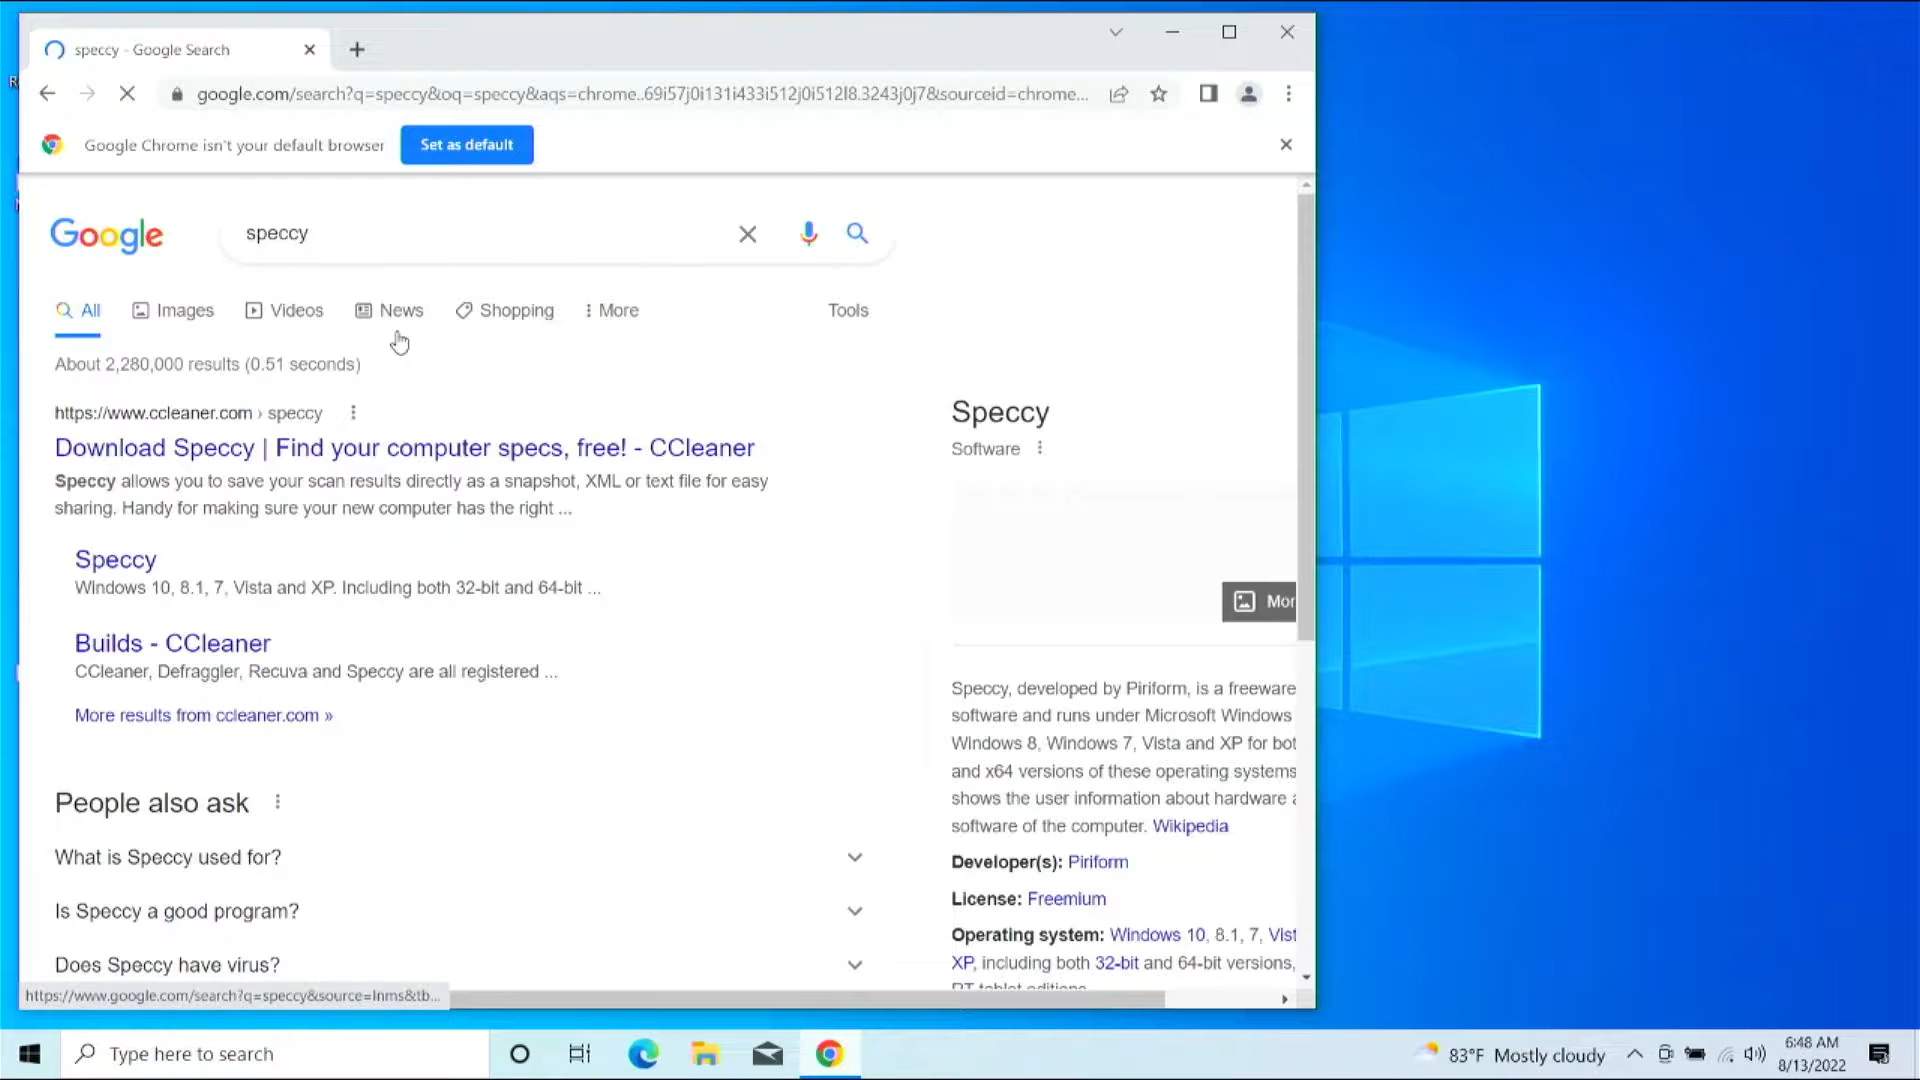 speccy - Google Search
google.com/search?q=speccy&oq=speccy&aqs=chrome..69i57j0i131i433i512j0i512l8.3243j0j7&sourceid=chrome...
Google Chrome isn't your default browser
Set as default
Google
speccy
All
Images
Videos
News
Shopping
More
Tools
About 2,280,000 results (0.51 seconds)
https://www.ccleaner.com › speccy
Download Speccy | Find your computer specs, free! - CCleaner
Speccy allows you to save your scan results directly as a snapshot, XML or text file for easy
sharing. Handy for making sure your new computer has the right ...
Speccy
Windows 10, 8.1, 7, Vista and XP. Including both 32-bit and 64-bit ...
Builds - CCleaner
CCleaner, Defraggler, Recuva and Speccy are all registered ...
More results from ccleaner.com »
People also ask
What is Speccy used for?
Is Speccy a good program?
Does Speccy have virus?
https://www.google.com/search?q=speccy&source=lnms&tb...
Speccy
Software
Mor
Speccy, developed by Piriform, is a freeware
software and runs under Microsoft Windows
Windows 8, Windows 7, Vista and XP for bot
and x64 versions of these operating systems
shows the user information about hardware a
software of the computer. Wikipedia
Developer(s): Piriform
License: Freemium
Operating system: Windows 10, 8.1, 7, Vist
XP, including both 32-bit and 64-bit versions,
RT tablet editions
Type here to search
83°F Mostly cloudy
6:48 AM
8/13/2022